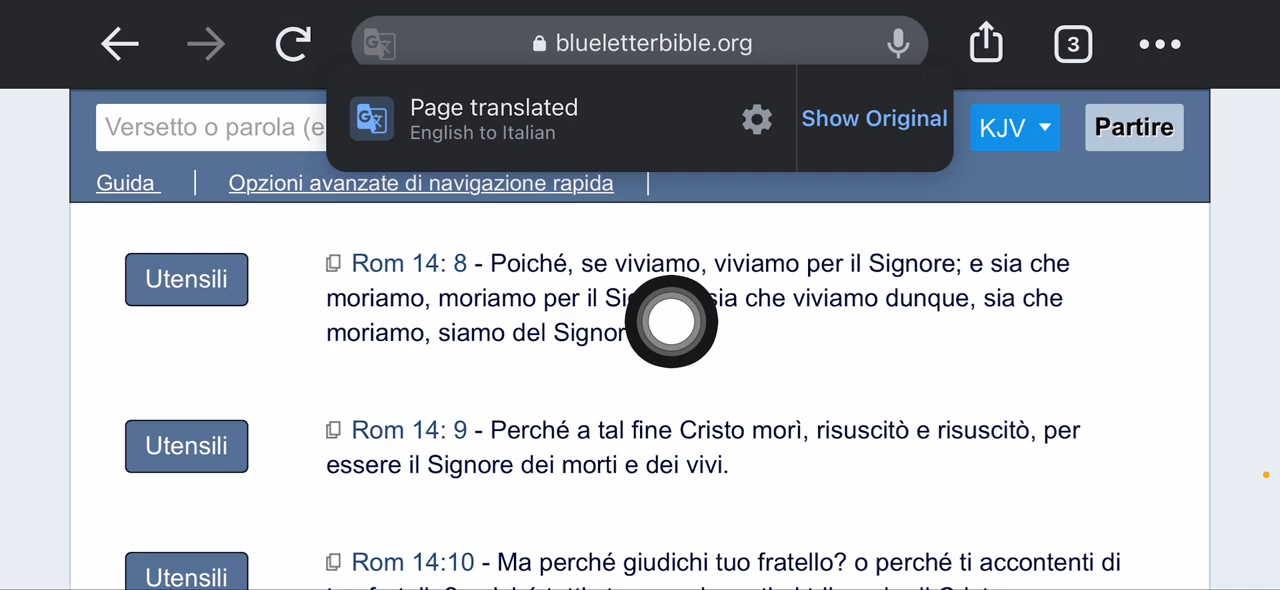 blueletterbible.org
3
Page translated
English to Italian
Show Original
Versetto o parola (e
KJV
Partire
Guida
Opzioni avanzate di navigazione rapida
Utensili
Rom 14: 8 - Poiché, se viviamo, viviamo per il Signore; e sia che
moriamo, moriamo per il sia che viviamo dunque, sia che
moriamo, siamo del
Utensili
Rom 14: 9 - Perché a tal fine Cristo morì, risuscitò e risuscitò, per
essere il Signore dei morti e dei vivi.
Utensili
Rom 14:10 - Ma perché giudichi tuo fratello? o perché ti accontenti di